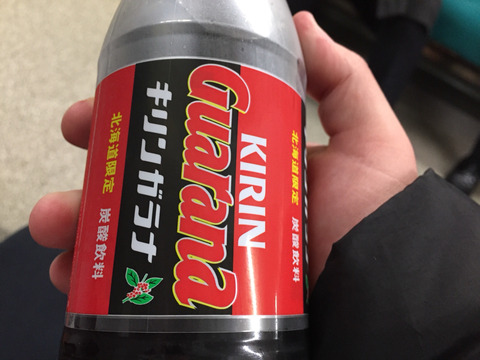 KIRIN
Guarana
キリンガラナ
北海道限定 炭酸飲料
北海道限定 炭酸飲料